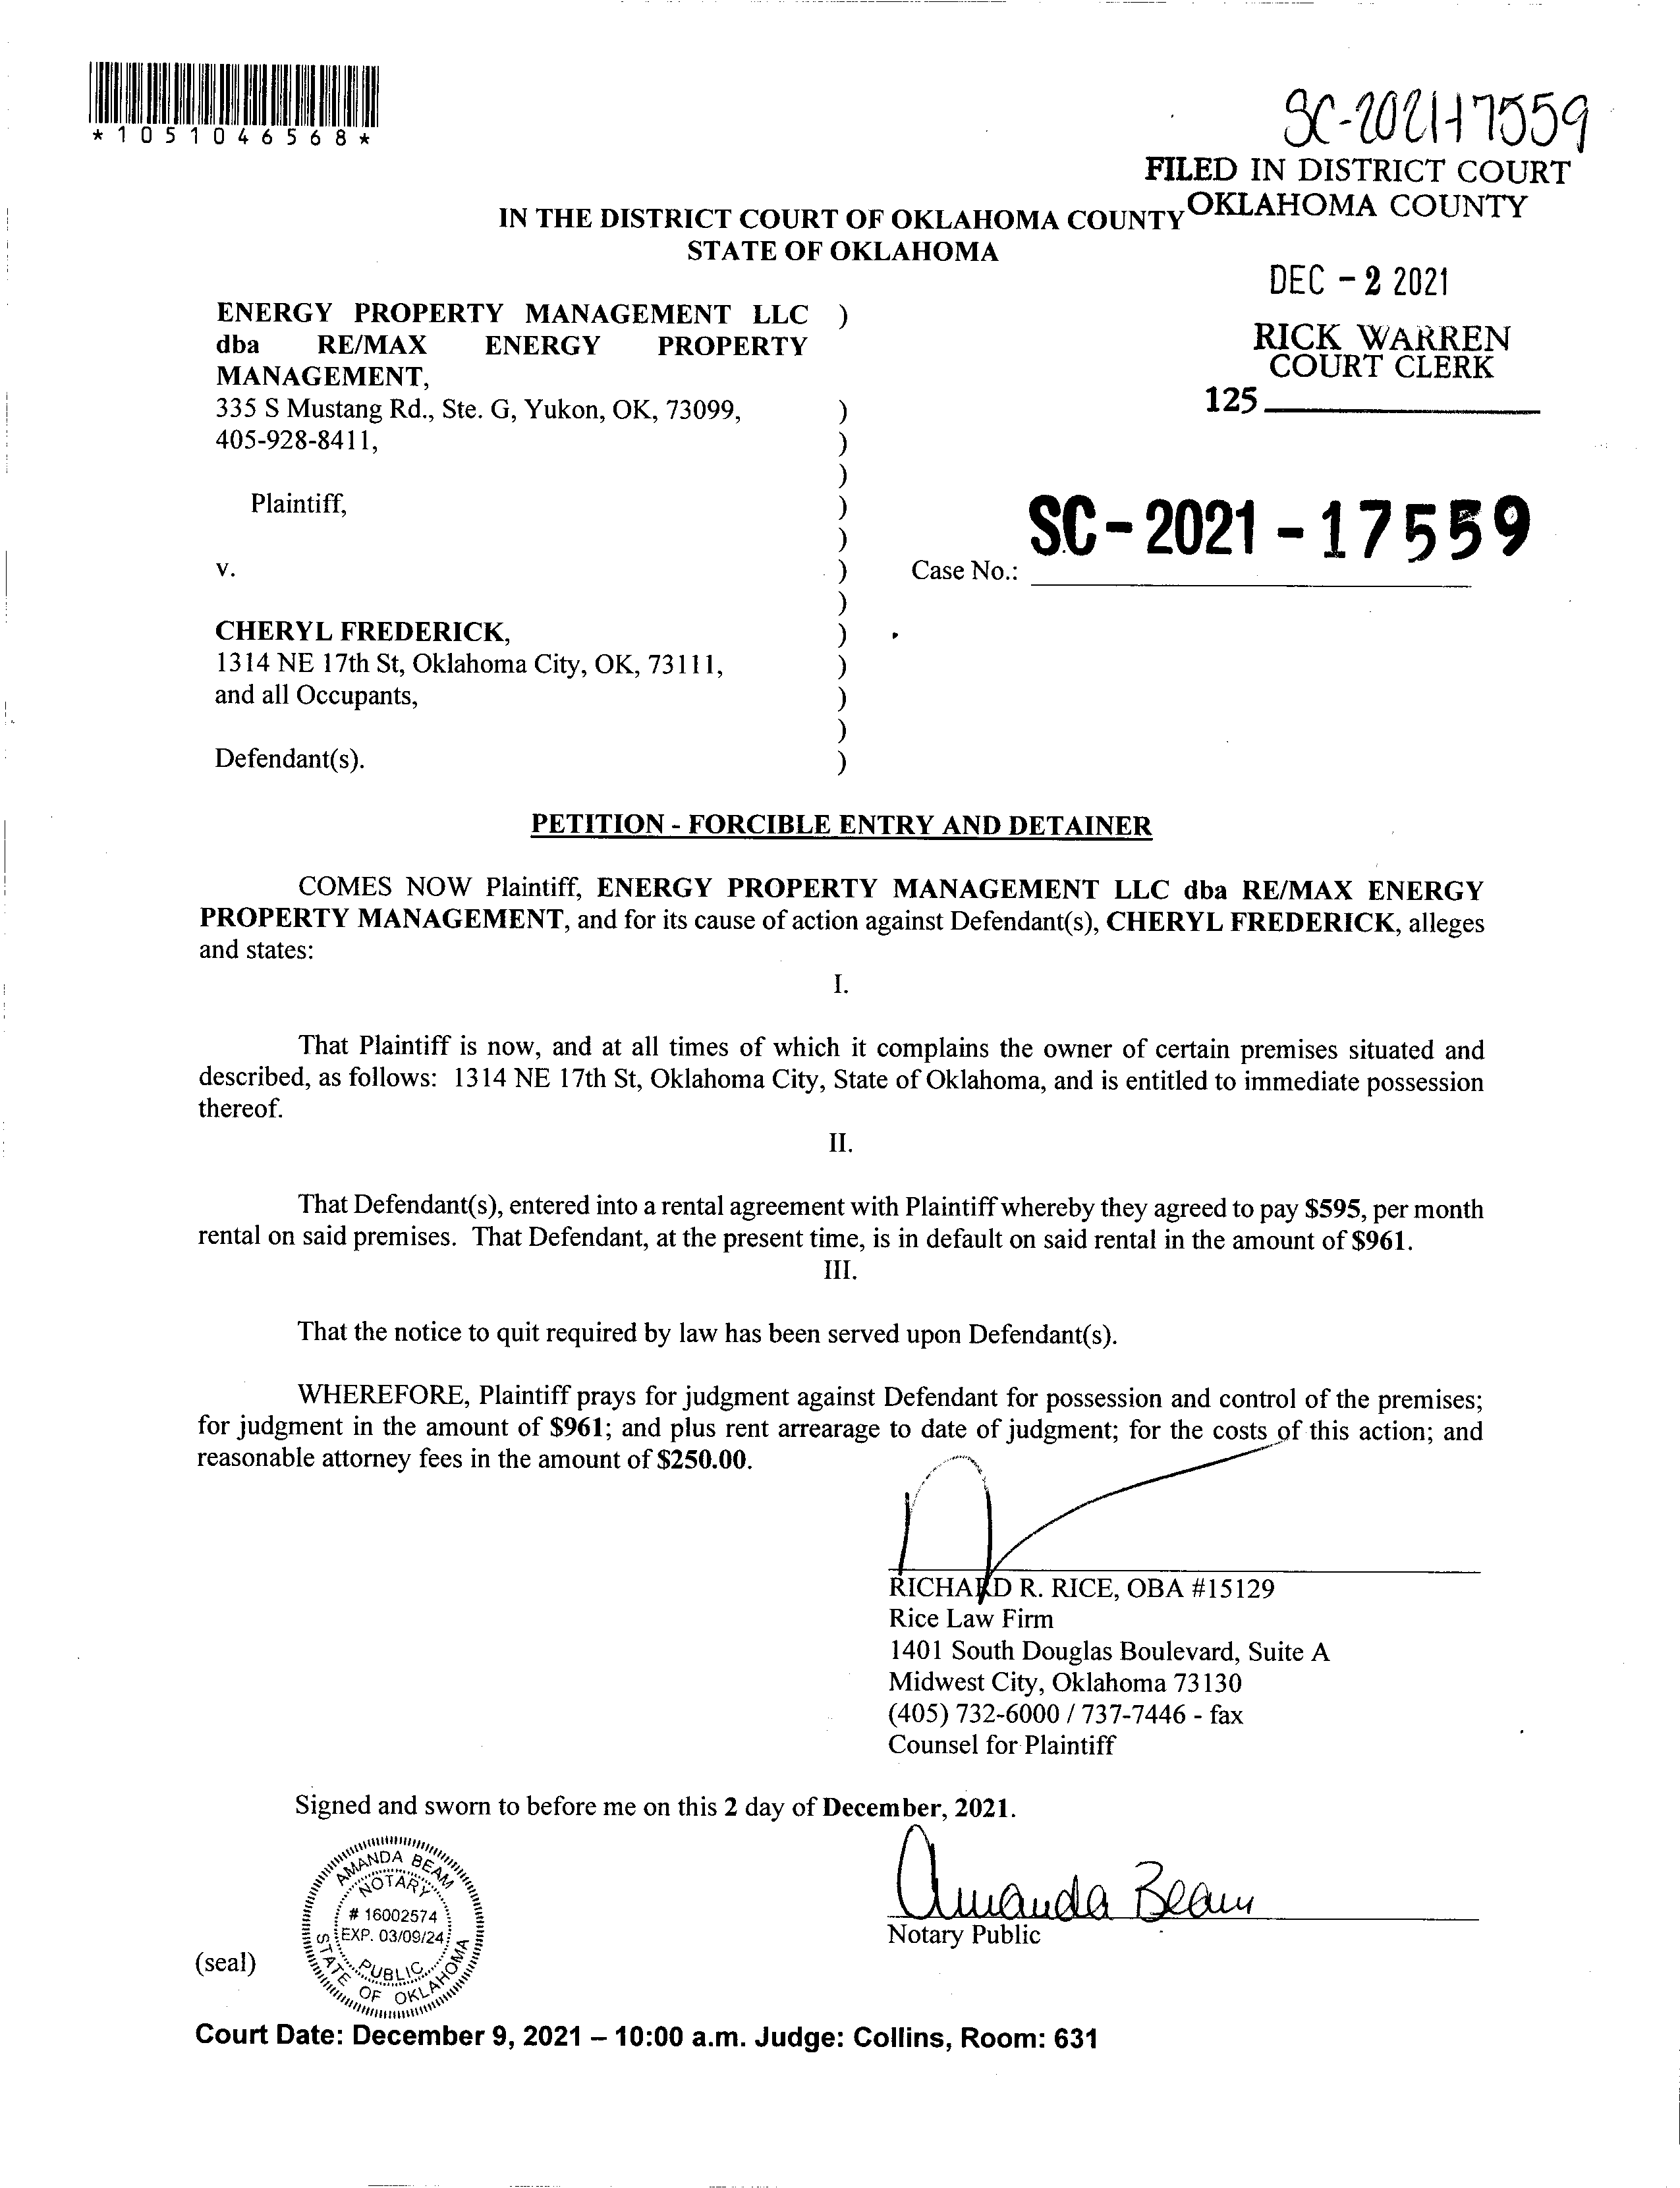 *1051046568*
SC-2021-17559
FILED IN DISTRICT COURT
OKLAHOMA COUNTY
IN THE DISTRICT COURT OF OKLAHOMA COUNTY
STATE OF OKLAHOMA
DEC - 2 2021
RICK WARREN
COURT CLERK
125
ENERGY PROPERTY MANAGEMENT LLC )
dba RE/MAX ENERGY PROPERTY
MANAGEMENT,
335 S Mustang Rd., Ste. G, Yukon, OK, 73099, )
405-928-8411, )
)
Plaintiff, )
)
v. )
)
CHERYL FREDERICK, )
1314 NE 17th St, Oklahoma City, OK, 73111, )
and all Occupants, )
)
Defendant(s). )
SC-2021-17559
Case No.:
PETITION - FORCIBLE ENTRY AND DETAINER
COMES NOW Plaintiff, ENERGY PROPERTY MANAGEMENT LLC dba RE/MAX ENERGY
PROPERTY MANAGEMENT, and for its cause of action against Defendant(s), CHERYL FREDERICK, alleges
and states:
I.
That Plaintiff is now, and at all times of which it complains the owner of certain premises situated and
described, as follows: 1314 NE 17th St, Oklahoma City, State of Oklahoma, and is entitled to immediate possession
thereof.
II.
That Defendant(s), entered into a rental agreement with Plaintiff whereby they agreed to pay $595, per month
rental on said premises. That Defendant, at the present time, is in default on said rental in the amount of $961.
III.
That the notice to quit required by law has been served upon Defendant(s).
WHEREFORE, Plaintiff prays for judgment against Defendant for possession and control of the premises;
for judgment in the amount of $961; and plus rent arrearage to date of judgment; for the costs of this action; and
reasonable attorney fees in the amount of $250.00.
RICHARD R. RICE, OBA #15129
Rice Law Firm
1401 South Douglas Boulevard, Suite A
Midwest City, Oklahoma 73130
(405) 732-6000 / 737-7446 - fax
Counsel for Plaintiff
Signed and sworn to before me on this 2 day of December, 2021.
Amanda Beam
Notary Public
AMANDA BEAM
NOTARY
# 16002574
EXP. 03/09/24
PUBLIC
STATE OF OKLAHOMA
(seal)
Court Date: December 9, 2021 – 10:00 a.m. Judge: Collins, Room: 631